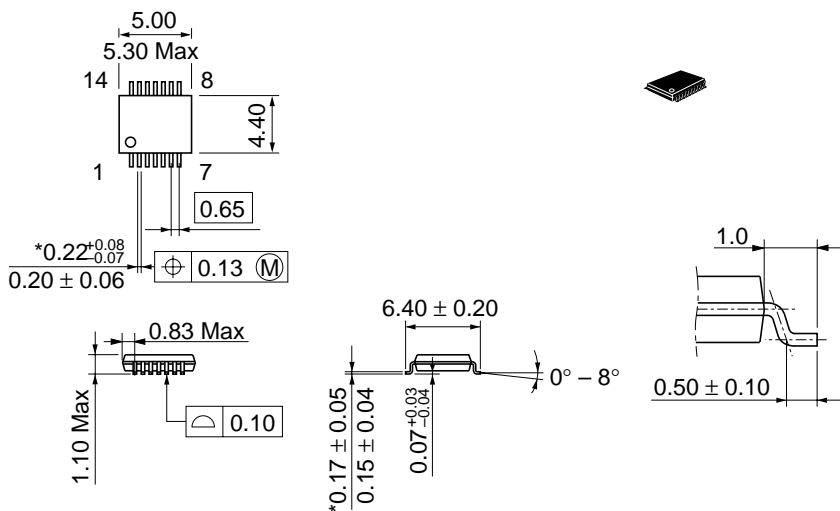 5.00
5.30 Max
14 8
4.40
1 7
0.65
*0.22 +0.08 −0.07
0.20 ± 0.06
0.13 Ⓜ
1.0
6.40 ± 0.20
0.83 Max
0° – 8°
0.50 ± 0.10
1.10 Max
0.10
*0.17 ± 0.05
0.15 ± 0.04
0.07 +0.03 −0.04